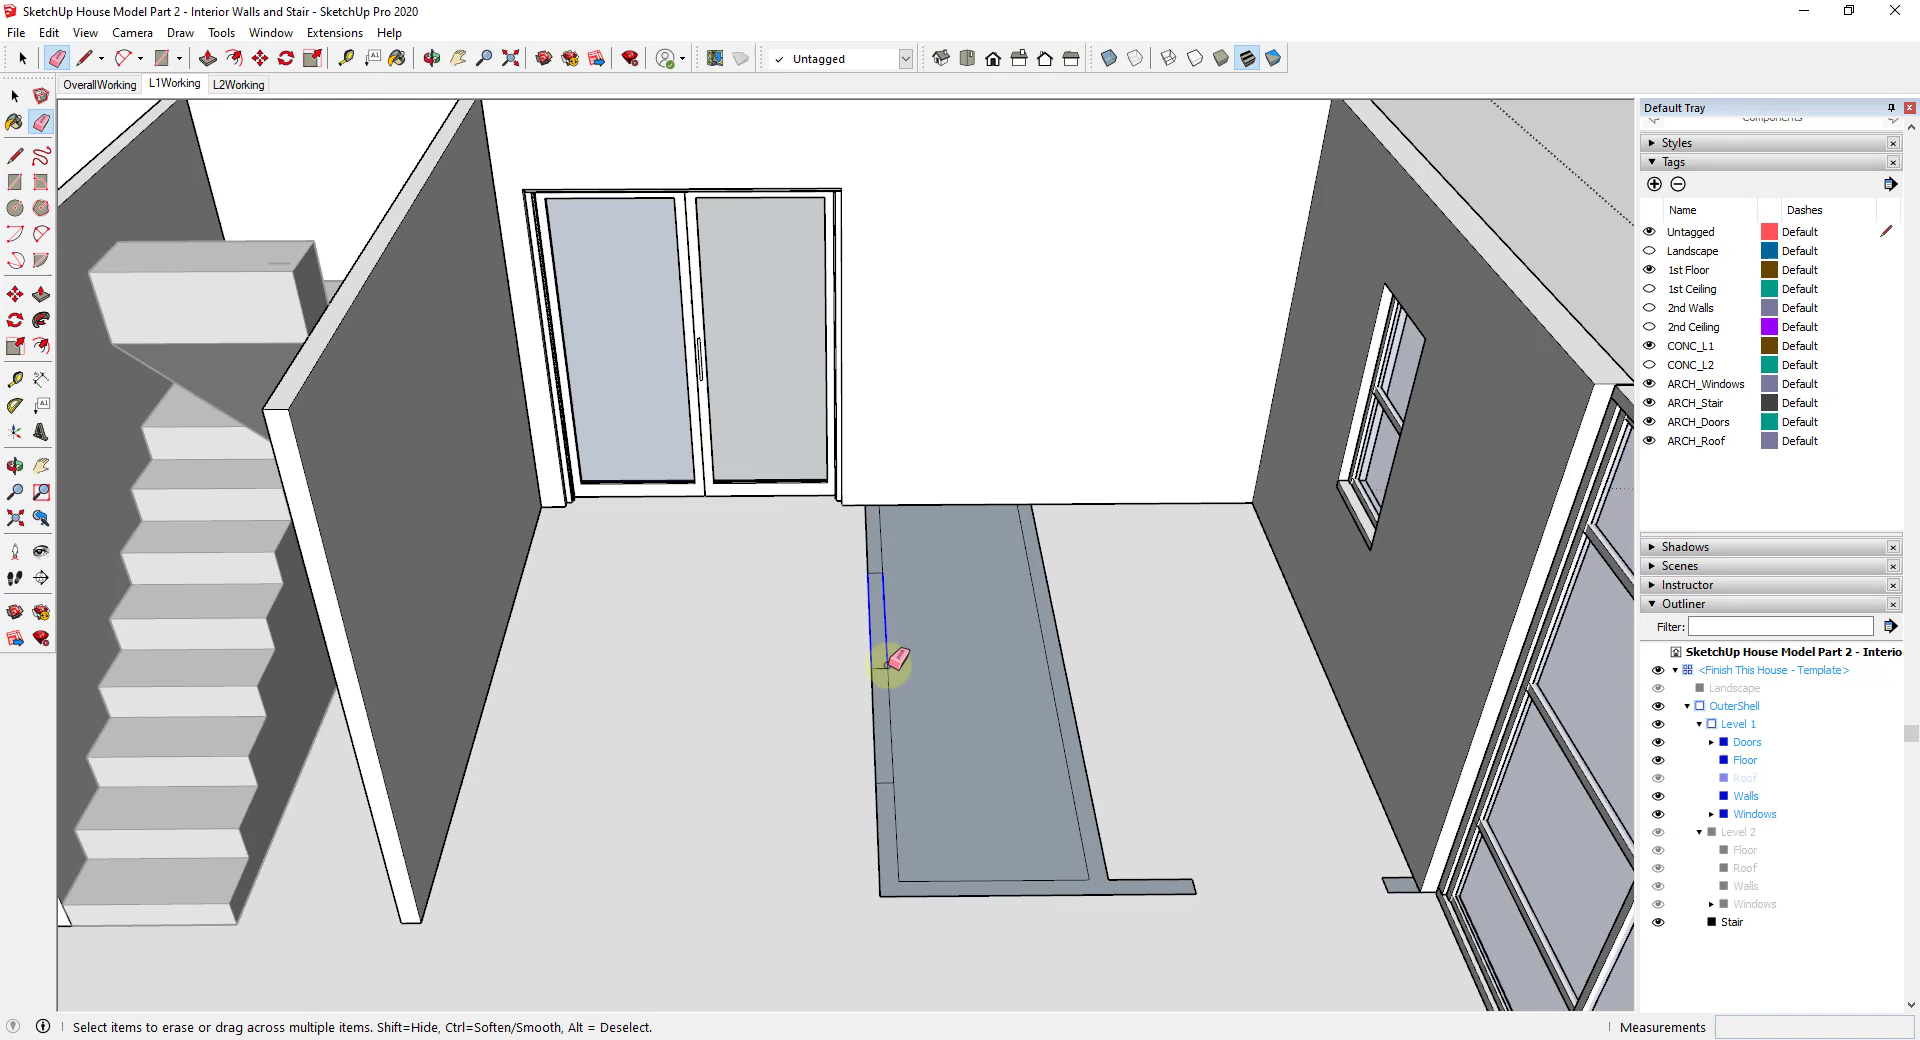 SketchUp House Model Part 2 - Interior Walls and Stair - SketchUp Pro 2020
File Edit View Camera Draw Tools Window Extensions Help
✓ Untagged
OverallWorking L1Working L2Working
Default Tray
Components
Styles
Tags
Name Dashes
Untagged Default
Landscape Default
1st Floor Default
1st Ceiling Default
2nd Walls Default
2nd Ceiling Default
CONC_L1 Default
CONC_L2 Default
ARCH_Windows Default
ARCH_Stair Default
ARCH_Doors Default
ARCH_Roof Default
Shadows
Scenes
Instructor
Outliner
Filter:
SketchUp House Model Part 2 - Interio
<Finish This House - Template>
Landscape
OuterShell
Level 1
Doors
Floor
Roof
Walls
Windows
Level 2
Floor
Roof
Walls
Windows
Stair
Select items to erase or drag across multiple items. Shift=Hide, Ctrl=Soften/Smooth, Alt = Deselect.
Measurements